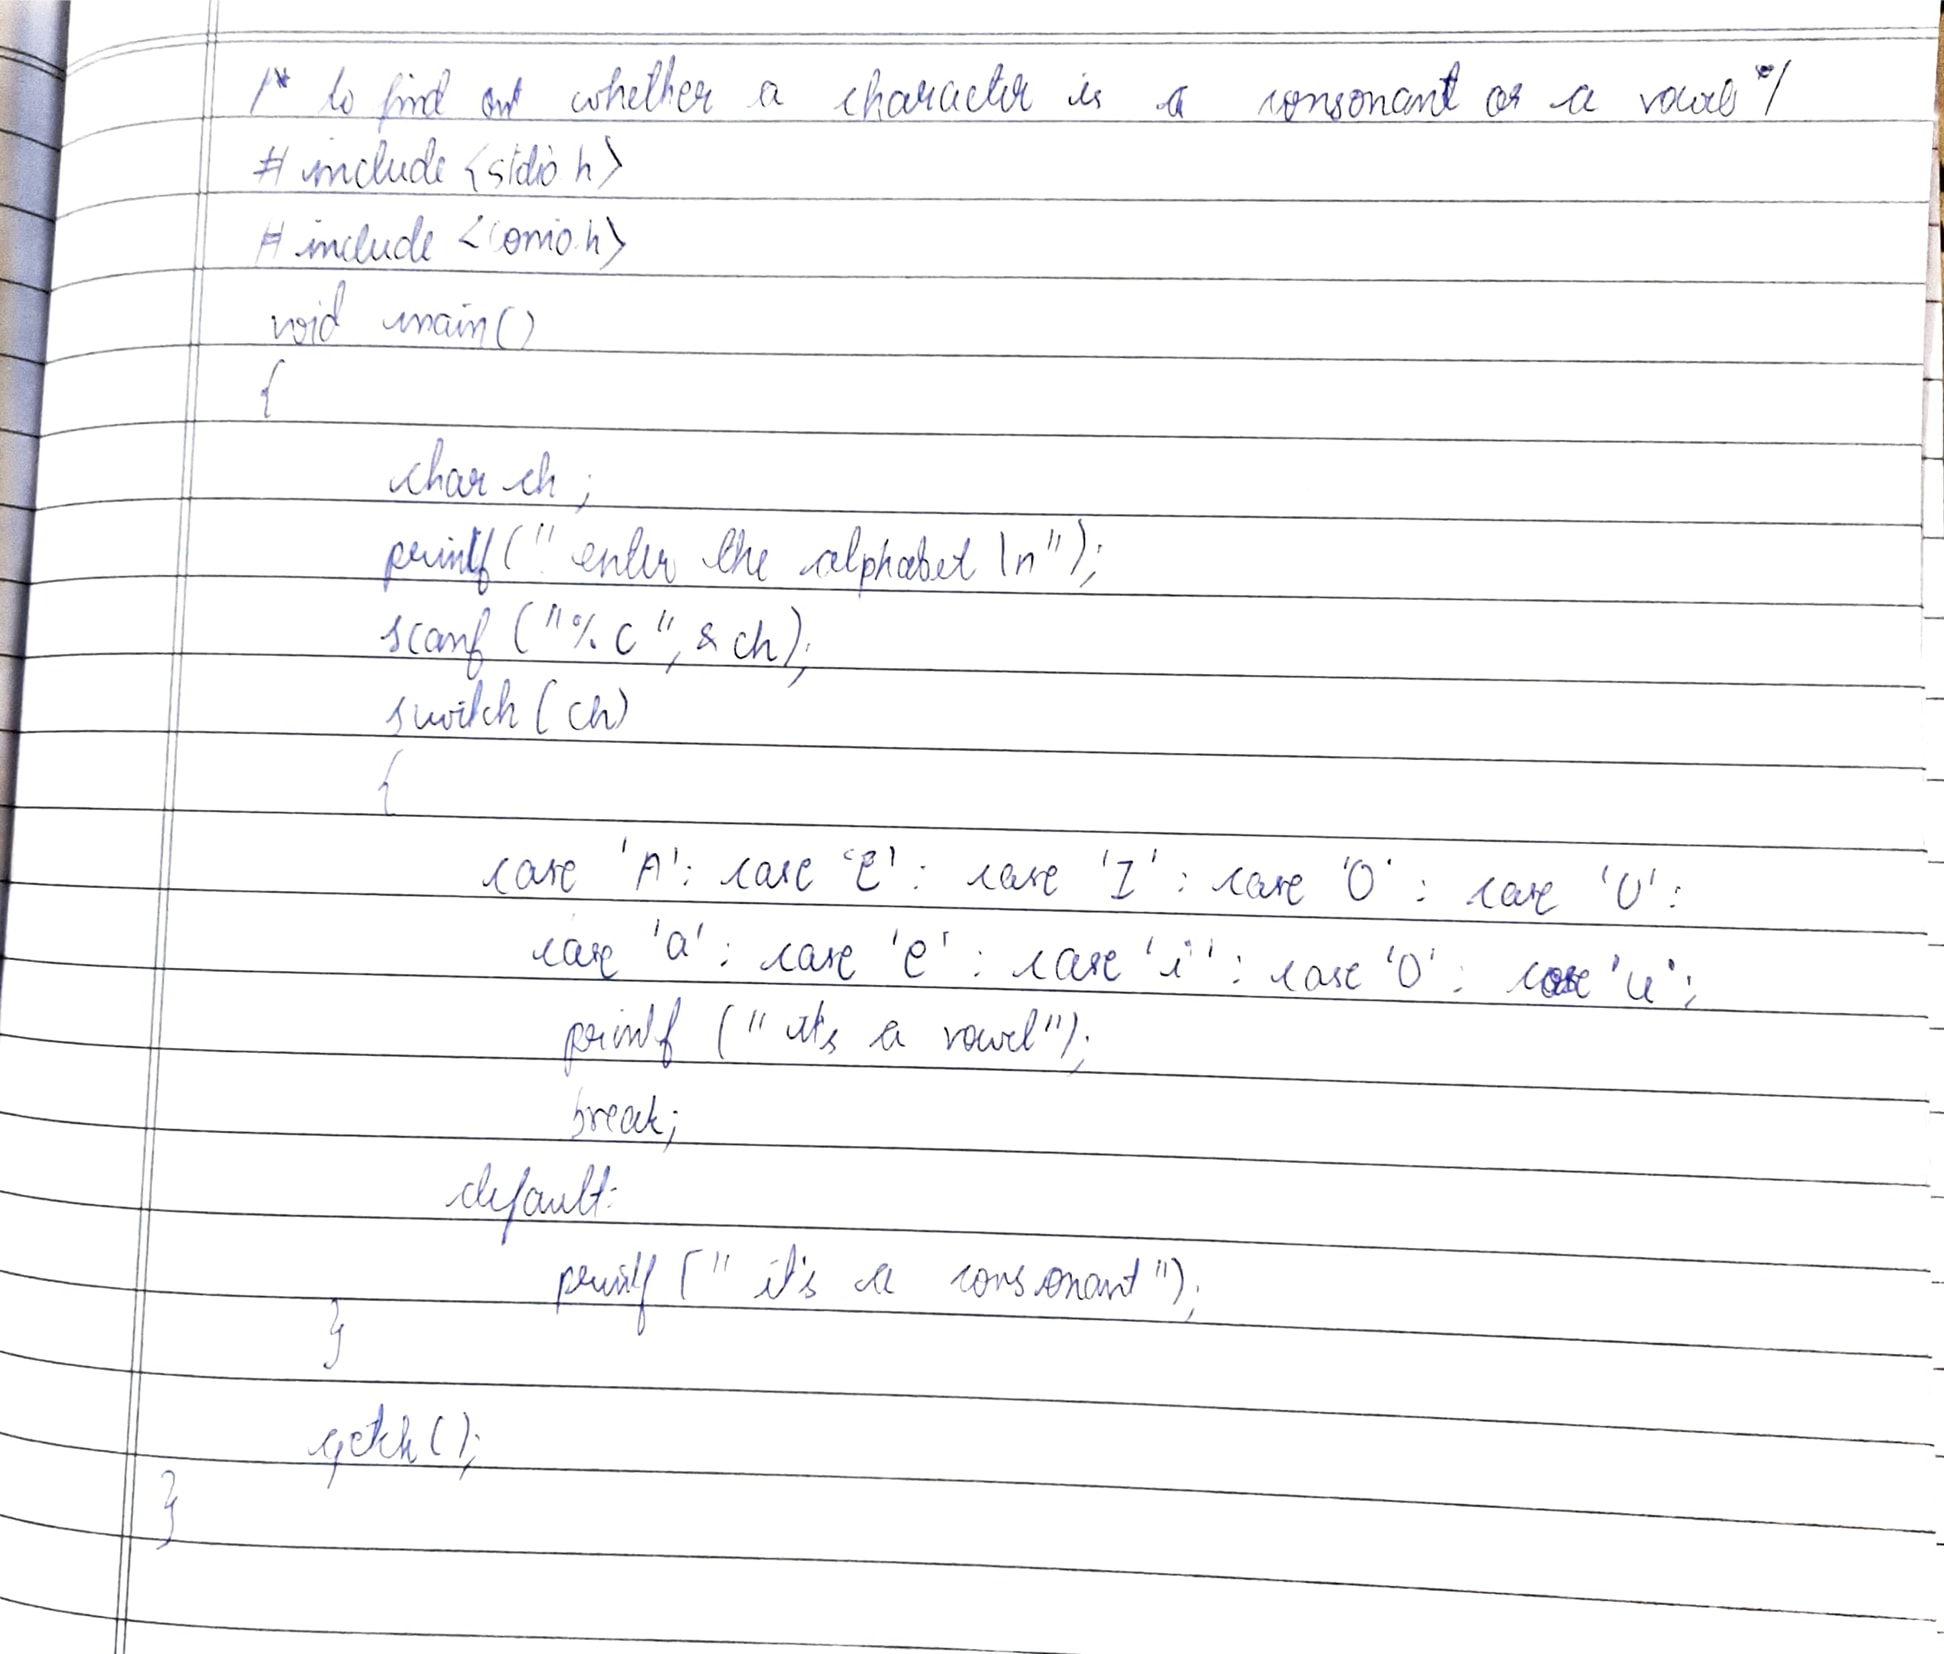 /* to find out whether a character is a consonant or a vowel */
# include <stdio.h>
# include <conio.h>
void main()
{
char ch;
printf(" enter the alphabet \n");
scanf ("%c", &ch);
switch (ch)
{
case 'A': case 'E': case 'I': case 'O': case 'U':
case 'a': case 'e': case 'i': case 'o': case 'u':
printf (" it's a vowel");
break;
default:
printf (" it's a consonant");
}
getch();
}